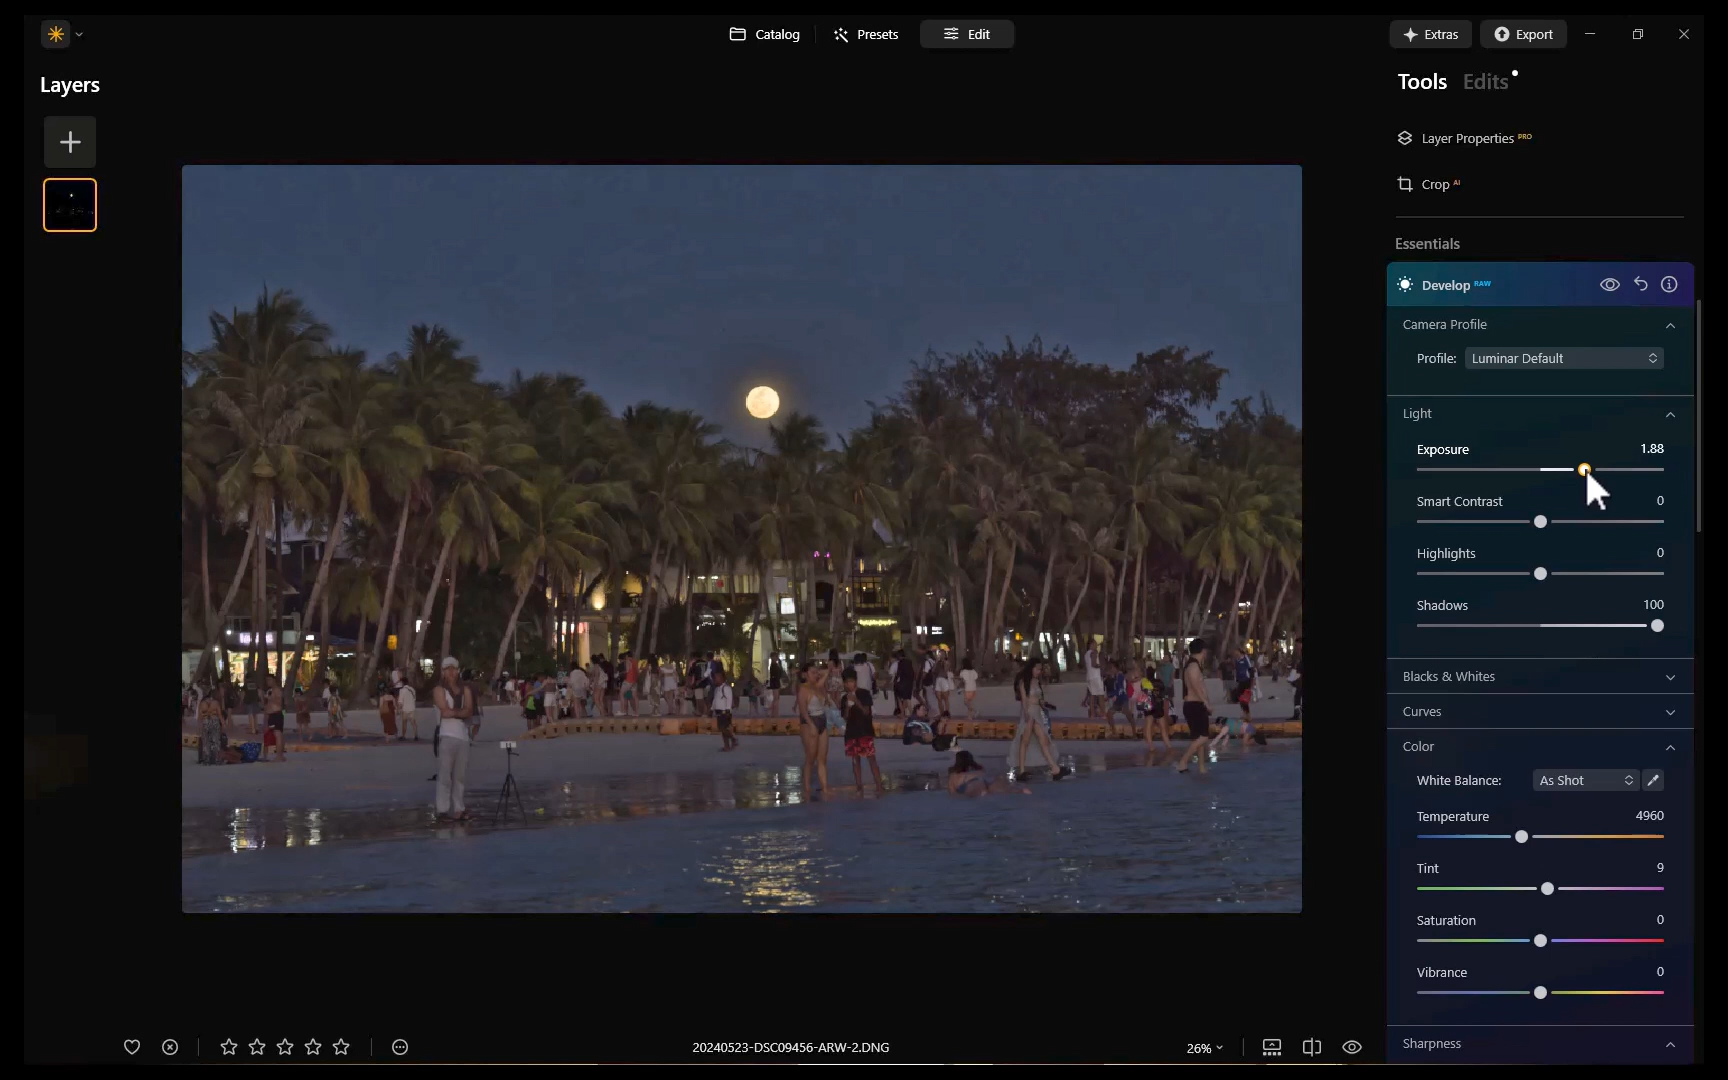 Catalog
Presets
Edit
Extras
Export
Layers
Tools Edits
Layer Properties PRO
Crop AI
Essentials
Develop RAW
Camera Profile
Profile: Luminar Default
Light
Exposure 1.88
Smart Contrast 0
Highlights 0
Shadows 100
Blacks & Whites
Curves
Color
White Balance: As Shot
Temperature 4960
Tint 9
Saturation 0
Vibrance 0
Sharpness
20240523-DSC09456-ARW-2.DNG
26%